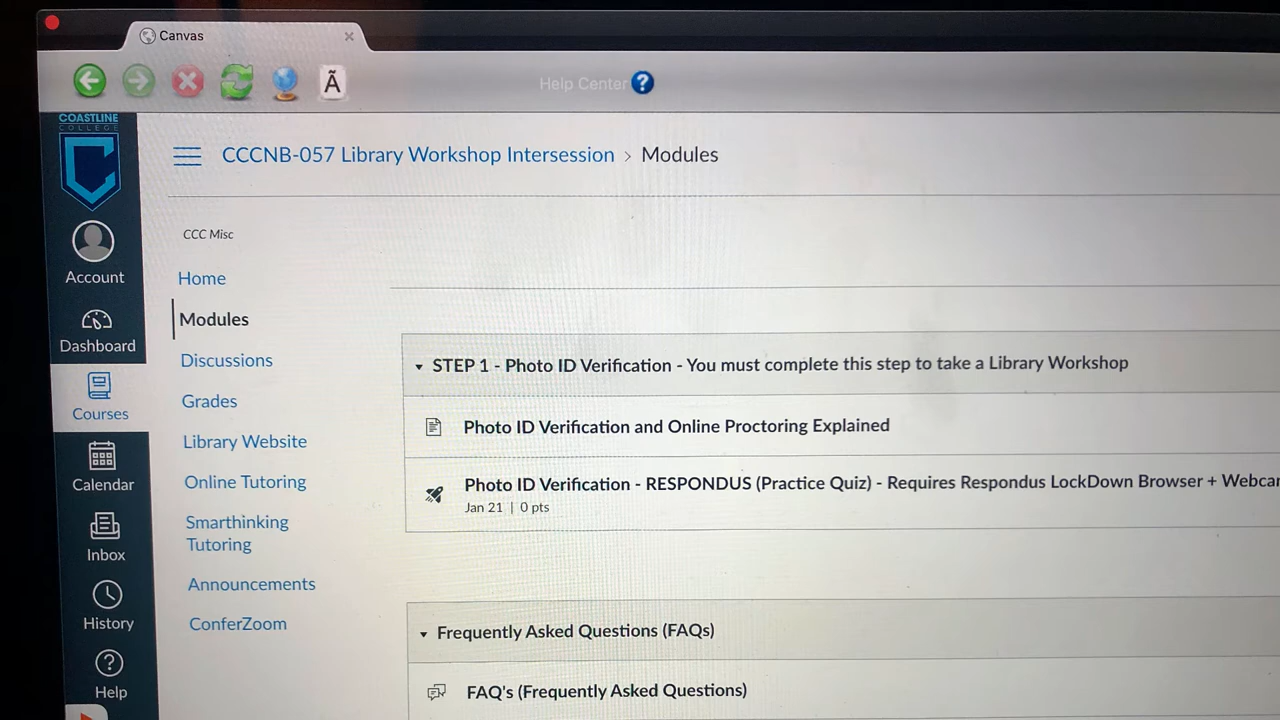 Canvas
Ã
Help Center ?
COASTLINE
COLLEGE
CCCNB-057 Library Workshop Intersession > Modules
CCC Misc
Account
Dashboard
Courses
Calendar
Inbox
History
Help
Home
Modules
Discussions
Grades
Library Website
Online Tutoring
Smarthinking
Tutoring
Announcements
ConferZoom
STEP 1 - Photo ID Verification - You must complete this step to take a Library Workshop
Photo ID Verification and Online Proctoring Explained
Photo ID Verification - RESPONDUS (Practice Quiz) - Requires Respondus LockDown Browser + Webcar
Jan 21 | 0 pts
Frequently Asked Questions (FAQs)
FAQ's (Frequently Asked Questions)